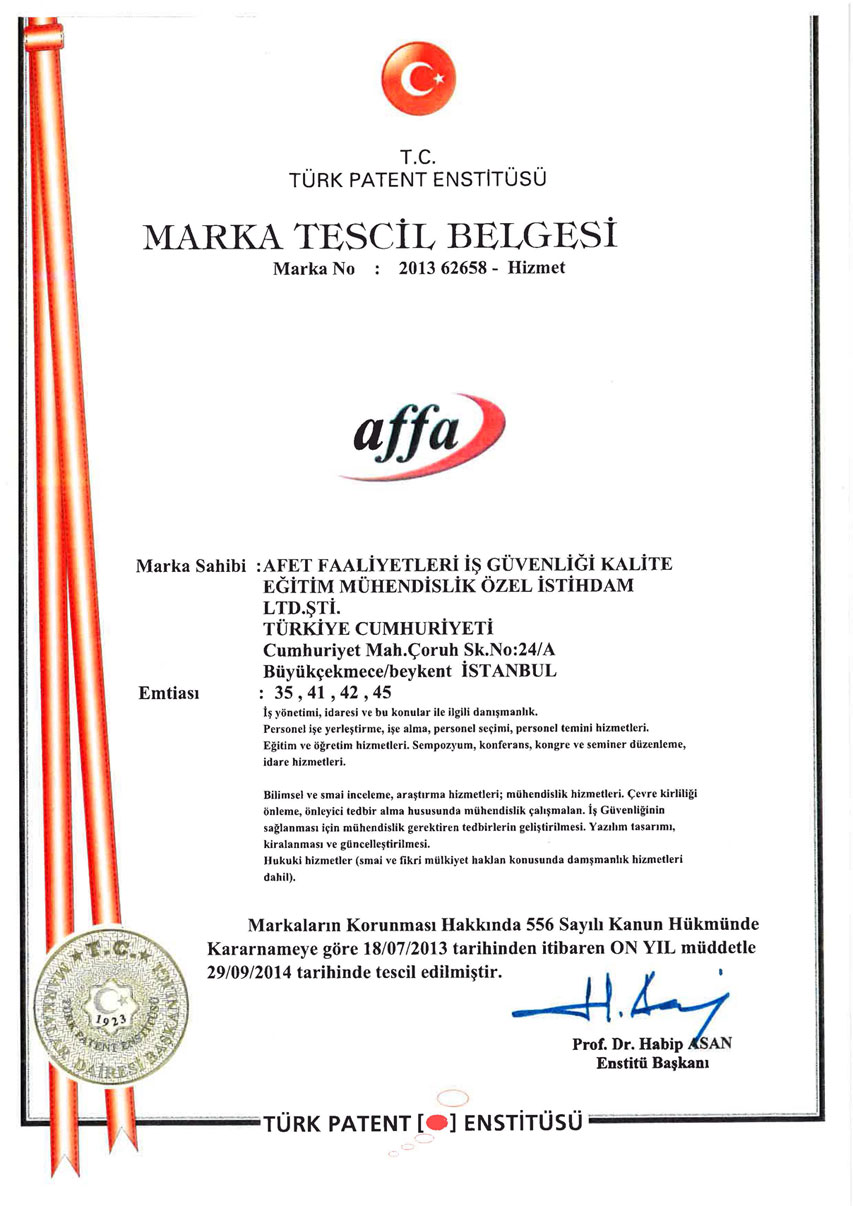 T.C.
TÜRK PATENT ENSTİTÜSÜ
MARKA TESCİL BELGESİ
Marka No : 2013 62658 - Hizmet
affa
Marka Sahibi :AFET FAALİYETLERİ İŞ GÜVENLİĞİ KALİTE
EĞİTİM MÜHENDİSLİK ÖZEL İSTİHDAM
LTD.ŞTİ.
TÜRKİYE CUMHURİYETİ
Cumhuriyet Mah.Çoruh Sk.No:24/A
Büyükçekmece/beykent İSTANBUL
Emtiası : 35 , 41 , 42 , 45
İş yönetimi, idaresi ve bu konular ile ilgili danışmanlık.
Personel işe yerleştirme, işe alma, personel seçimi, personel temini hizmetleri.
Eğitim ve öğretim hizmetleri. Sempozyum, konferans, kongre ve seminer düzenleme,
idare hizmetleri.
Bilimsel ve smai inceleme, araştırma hizmetleri; mühendislik hizmetleri. Çevre kirliliği
önleme, önleyici tedbir alma hususunda mühendislik çalışmalan. İş Güvenliğinin
sağlanması için mühendislik gerektiren tedbirlerin geliştirilmesi. Yazılım tasarımı,
kiralanması ve güncelleştirilmesi.
Hukuki hizmetler (smai ve fikri mülkiyet haklan konusunda damşmanlık hizmetleri
dahil).
Markaların Korunması Hakkında 556 Sayılı Kanun Hükmünde
Kararnameye göre 18/07/2013 tarihinden itibaren ON YIL müddetle
29/09/2014 tarihinde tescil edilmiştir.
T.C.
MARKALAR DAİRESİ BAŞKANLIĞI
TÜRK PATENT ENSTİTÜSÜ
1923
H. Asan
Prof. Dr. Habip ASAN
Enstitü Başkanı
TÜRK PATENT [ ] ENSTİTÜSÜ